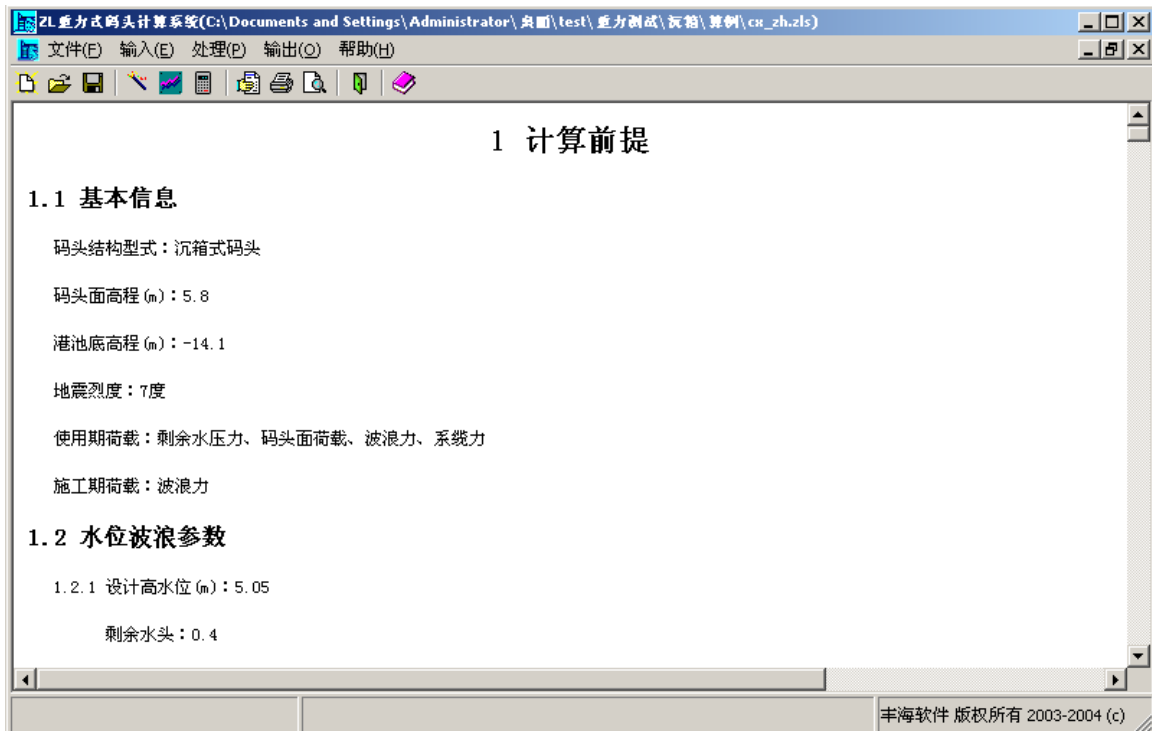 ZL重力式码头计算系统(C:\Documents and Settings\Administrator\桌面\test\重力测试\沉箱\算例\cx_zh.zls)
文件(F) 输入(E) 处理(P) 输出(O) 帮助(H)
1 计算前提
1.1 基本信息
码头结构型式：沉箱式码头
码头面高程(m)：5.8
港池底高程(m)：-14.1
地震烈度：7度
使用期荷载：剩余水压力、码头面荷载、波浪力、系缆力
施工期荷载：波浪力
1.2 水位波浪参数
1.2.1 设计高水位(m)：5.05
剩余水头：0.4
丰海软件 版权所有 2003-2004 (c)